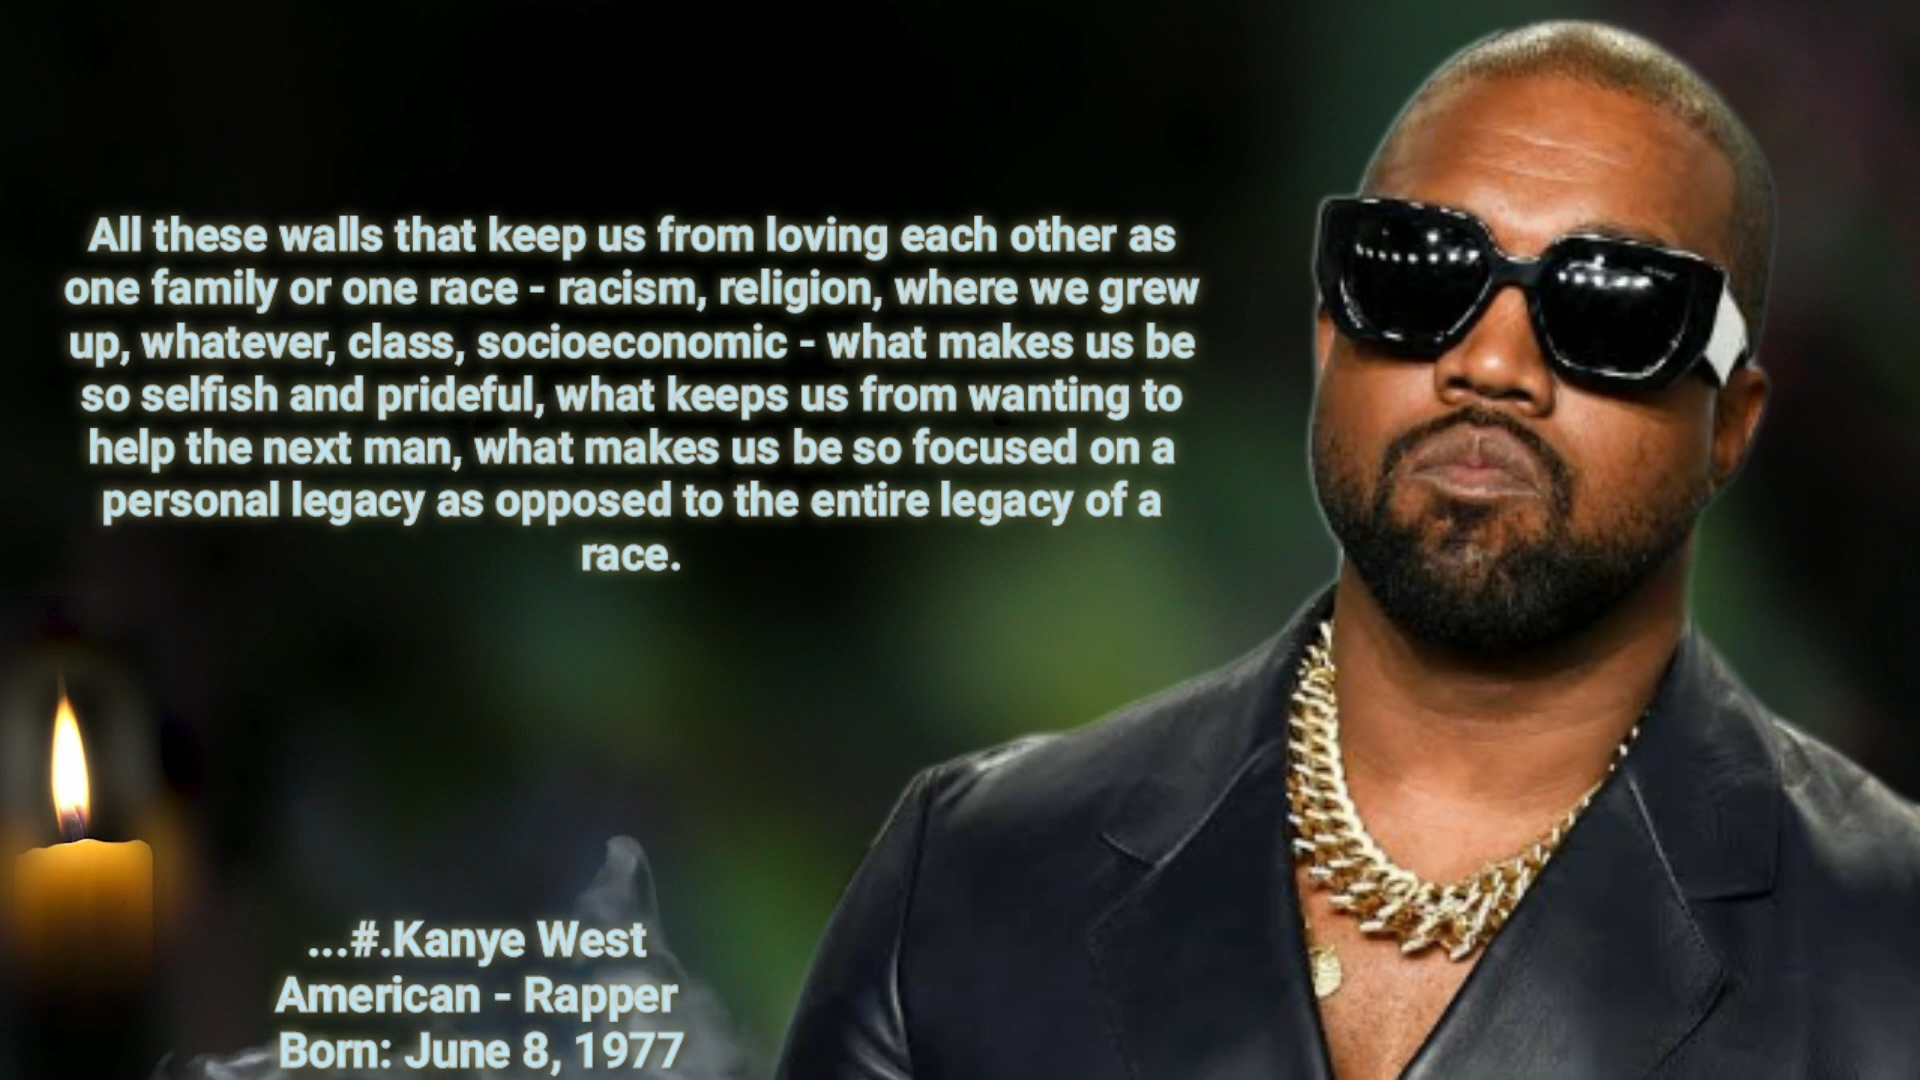 All these walls that keep us from loving each other as
one family or one race - racism, religion, where we grew
up, whatever, class, socioeconomic - what makes us be
so selfish and prideful, what keeps us from wanting to
help the next man, what makes us be so focused on a
personal legacy as opposed to the entire legacy of a
race.
...#.Kanye West
American - Rapper
Born: June 8, 1977